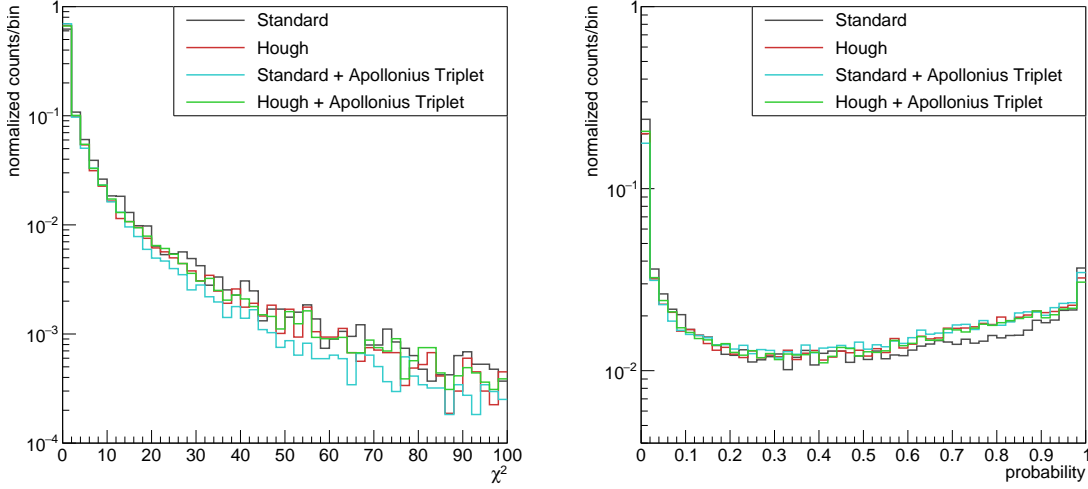 normalized counts/bin
1
10⁻¹
10⁻²
10⁻³
10⁻⁴
Standard
Hough
Standard + Apollonius Triplet
Hough + Apollonius Triplet
0 10 20 30 40 50 60 70 80 90 100
χ²
normalized counts/bin
1
10⁻¹
10⁻²
Standard
Hough
Standard + Apollonius Triplet
Hough + Apollonius Triplet
0 0.1 0.2 0.3 0.4 0.5 0.6 0.7 0.8 0.9 1
probability